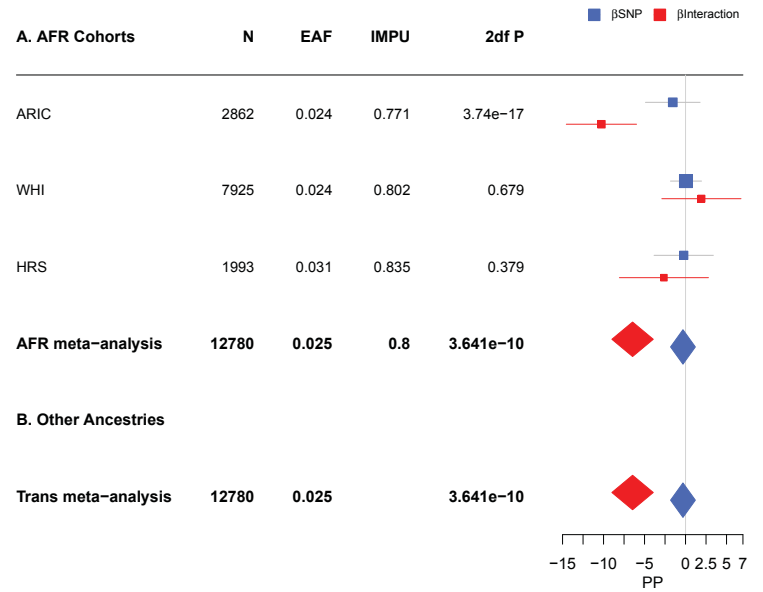 βSNP βInteraction
A. AFR Cohorts N EAF IMPU 2df P
ARIC 2862 0.024 0.771 3.74e−17
WHI 7925 0.024 0.802 0.679
HRS 1993 0.031 0.835 0.379
AFR meta−analysis 12780 0.025 0.8 3.641e−10
B. Other Ancestries
Trans meta−analysis 12780 0.025 3.641e−10
−15 −10 −5 0 2.5 5 7
PP